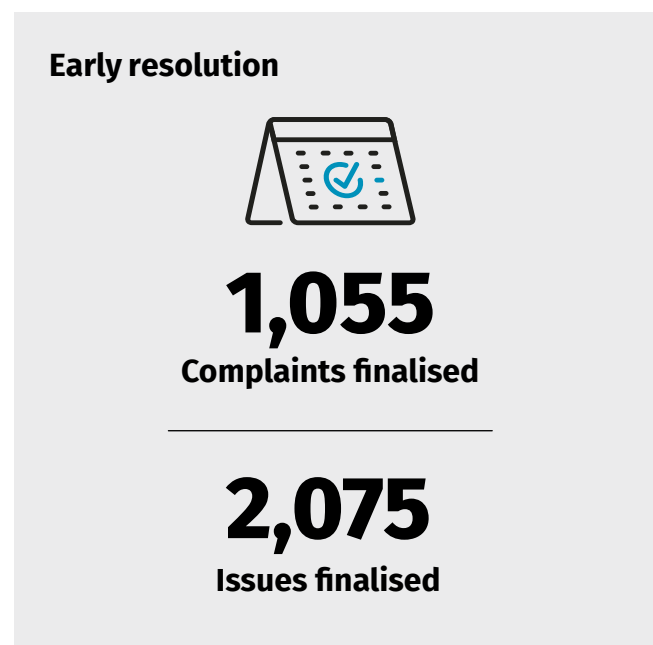 Early resolution
1,055
Complaints finalised
2,075
Issues finalised